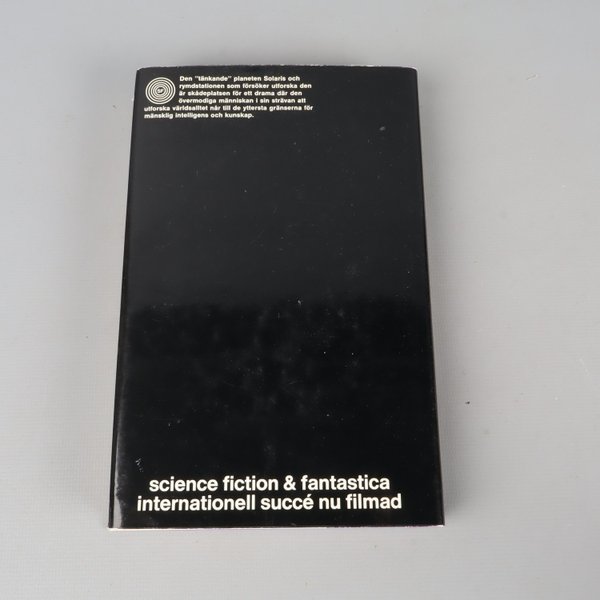 Den "tänkande" planeten Solaris och
rymdstationen som försöker utforska den
är skådeplatsen för ett drama där den
övermodiga människan i sin strävan att
utforska världsalltet når till de yttersta gränserna för
mänsklig intelligens och kunskap.
science fiction & fantastica
internationell succé nu filmad